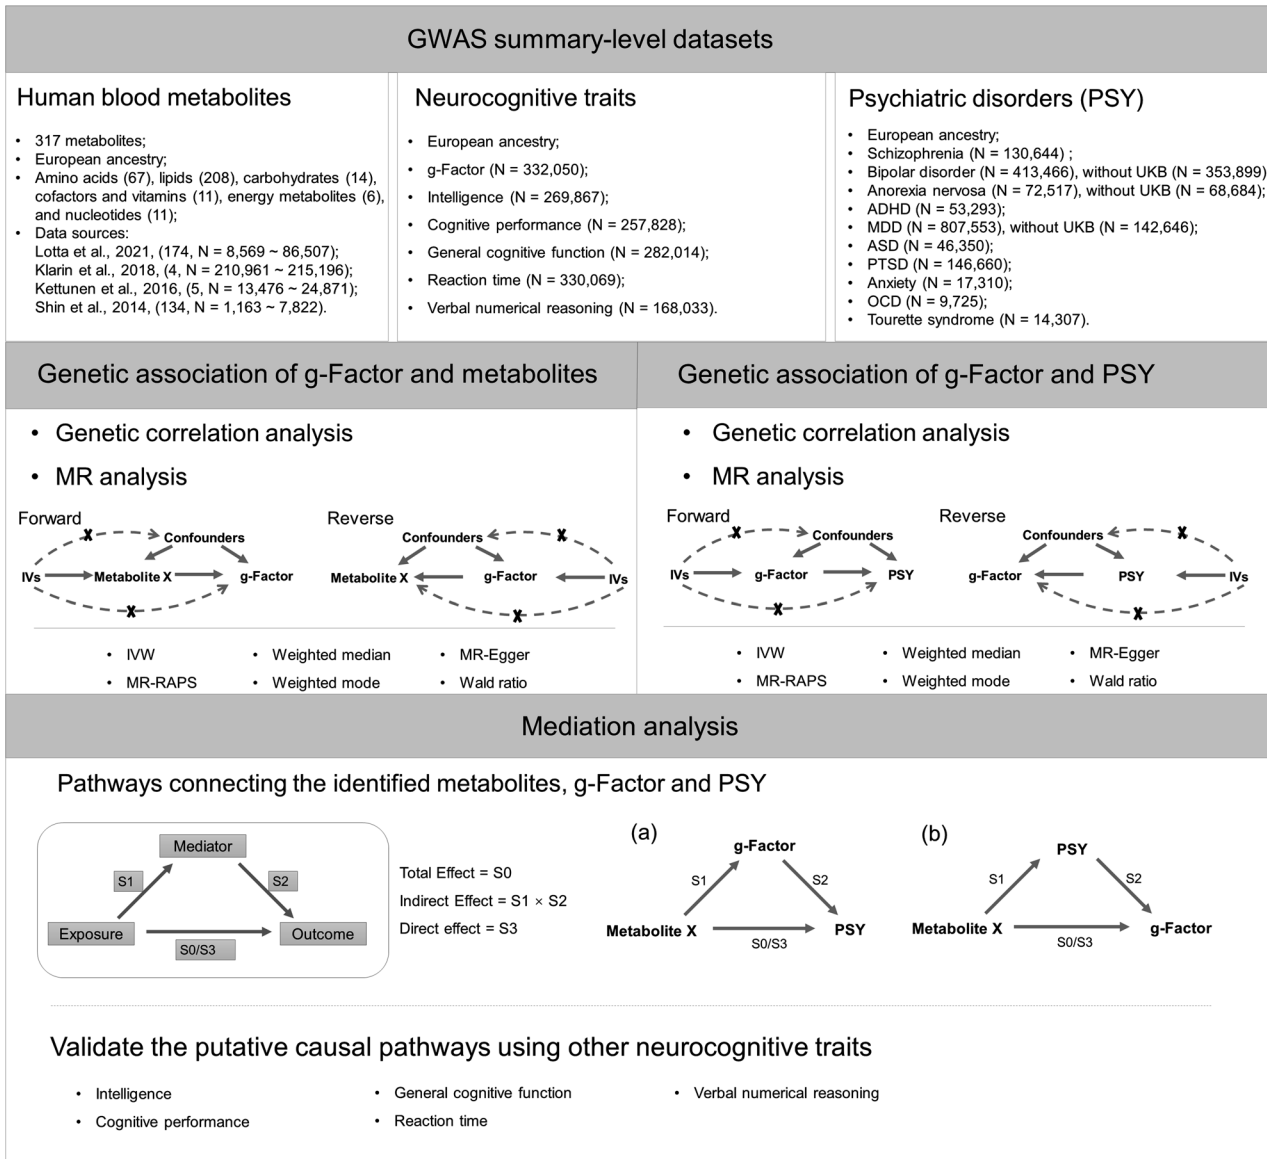 GWAS summary-level datasets
Human blood metabolites
• 317 metabolites;
• European ancestry;
• Amino acids (67), lipids (208), carbohydrates (14),
cofactors and vitamins (11), energy metabolites (6),
and nucleotides (11);
• Data sources:
Lotta et al., 2021, (174, N = 8,569 ~ 86,507);
Klarin et al., 2018, (4, N = 210,961 ~ 215,196);
Kettunen et al., 2016, (5, N = 13,476 ~ 24,871);
Shin et al., 2014, (134, N = 1,163 ~ 7,822).
Neurocognitive traits
• European ancestry;
• g-Factor (N = 332,050);
• Intelligence (N = 269,867);
• Cognitive performance (N = 257,828);
• General cognitive function (N = 282,014);
• Reaction time (N = 330,069);
• Verbal numerical reasoning (N = 168,033).
Psychiatric disorders (PSY)
• European ancestry;
• Schizophrenia (N = 130,644) ;
• Bipolar disorder (N = 413,466), without UKB (N = 353,899);
• Anorexia nervosa (N = 72,517), without UKB (N = 68,684);
• ADHD (N = 53,293);
• MDD (N = 807,553), without UKB (N = 142,646);
• ASD (N = 46,350);
• PTSD (N = 146,660);
• Anxiety (N = 17,310);
• OCD (N = 9,725);
• Tourette syndrome (N = 14,307).
Genetic association of g-Factor and metabolites
• Genetic correlation analysis
• MR analysis
Forward
X
Confounders
IVs
Metabolite X
g-Factor
X
Reverse
Confounders
X
Metabolite X
g-Factor
IVs
X
• IVW
• Weighted median
• MR-Egger
• MR-RAPS
• Weighted mode
• Wald ratio
Genetic association of g-Factor and PSY
• Genetic correlation analysis
• MR analysis
Forward
X
Confounders
IVs
g-Factor
PSY
X
Reverse
Confounders
X
g-Factor
PSY
IVs
X
• IVW
• Weighted median
• MR-Egger
• MR-RAPS
• Weighted mode
• Wald ratio
Mediation analysis
Pathways connecting the identified metabolites, g-Factor and PSY
Mediator
S1
S2
Exposure
Outcome
S0/S3
Total Effect = S0
Indirect Effect = S1 × S2
Direct effect = S3
(a)
g-Factor
S1
S2
Metabolite X
PSY
S0/S3
(b)
PSY
S1
S2
Metabolite X
g-Factor
S0/S3
Validate the putative causal pathways using other neurocognitive traits
• Intelligence
• General cognitive function
• Verbal numerical reasoning
• Cognitive performance
• Reaction time